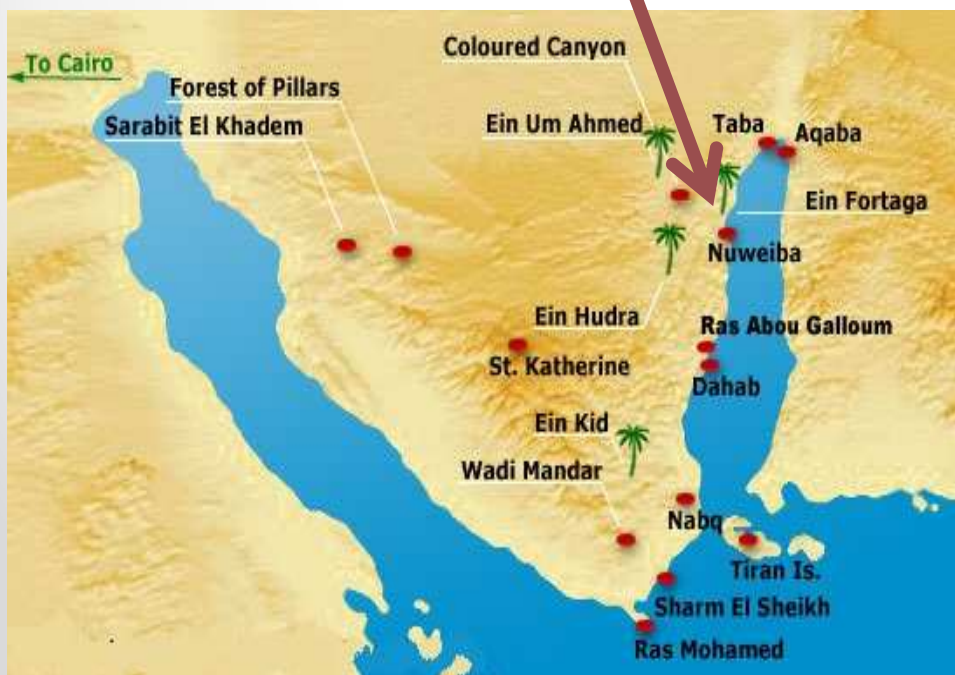 Coloured Canyon
To Cairo
Forest of Pillars
Sarabit El Khadem
Ein Um Ahmed
Taba
Aqaba
Ein Fortaga
Nuweiba
Ein Hudra
Ras Abou Galloum
St. Katherine
Dahab
Ein Kid
Wadi Mandar
Nabq
Tiran Is.
Sharm El Sheikh
Ras Mohamed